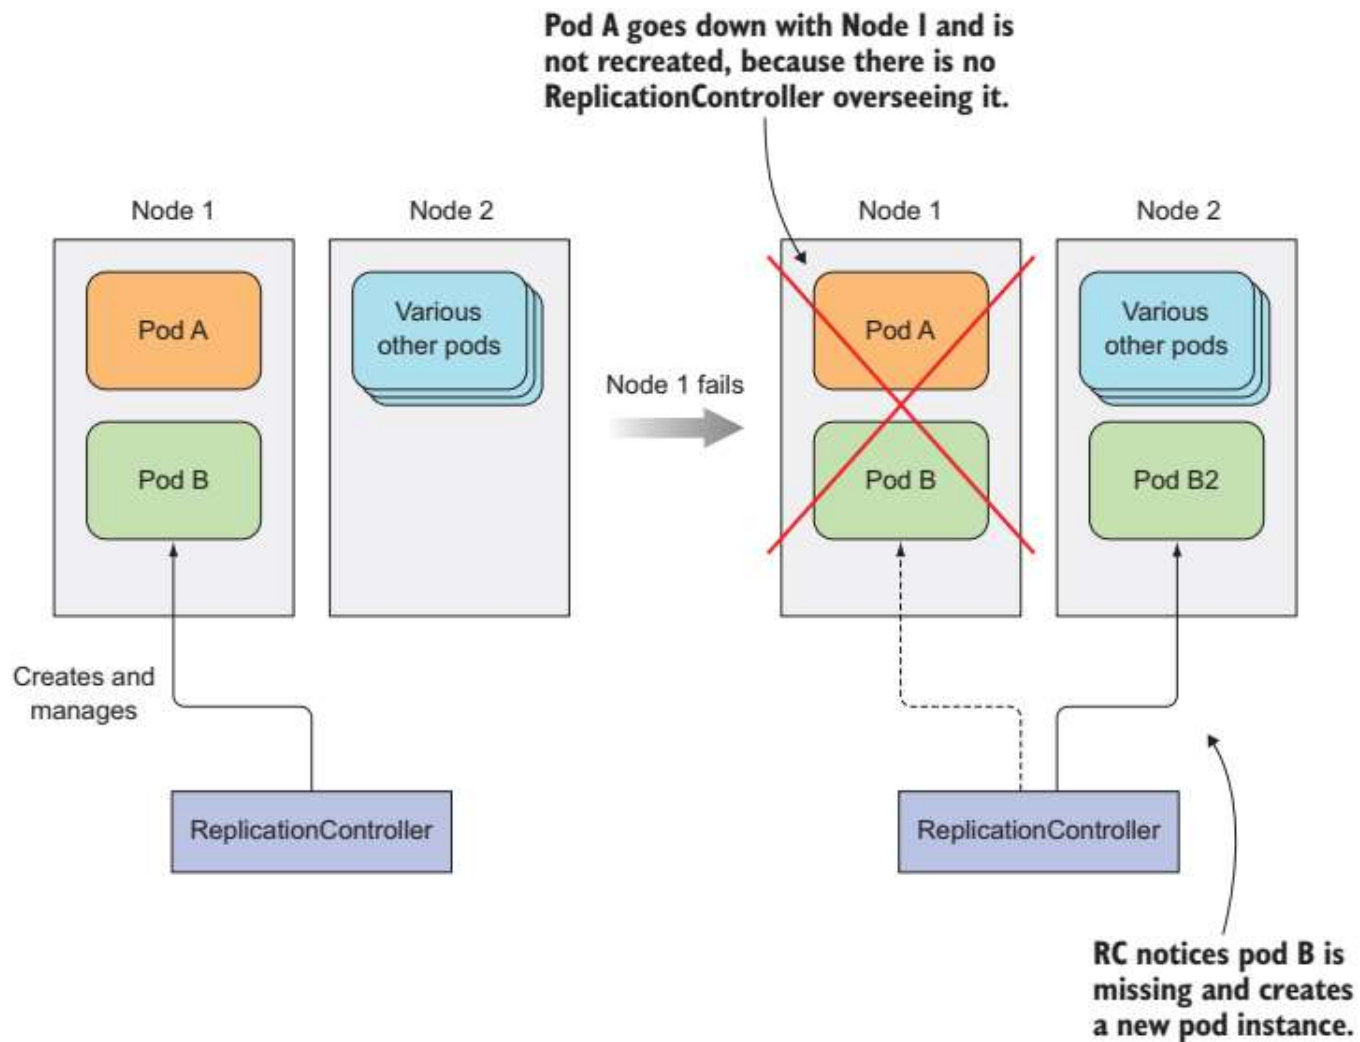 Pod A goes down with Node 1 and is
not recreated, because there is no
ReplicationController overseeing it.
Node 1
Node 2
Pod A
Various
other pods
Pod B
Creates and
manages
ReplicationController
Node 1 fails
Node 1
Node 2
Pod A
Various
other pods
Pod B
Pod B2
ReplicationController
RC notices pod B is
missing and creates
a new pod instance.